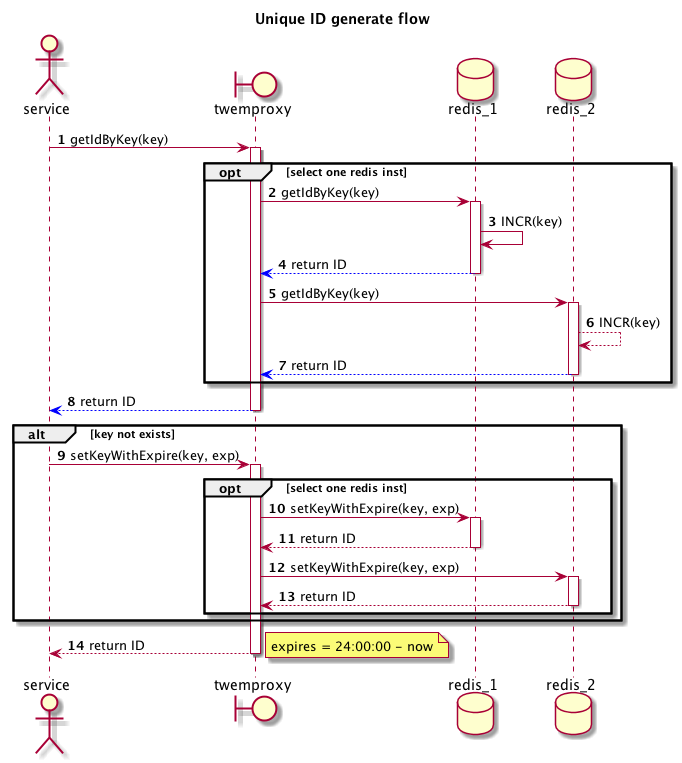 Unique ID generate flow
service
twemproxy
redis_1
redis_2
1 getIdByKey(key)
opt [select one redis inst]
2 getIdByKey(key)
3 INCR(key)
4 return ID
5 getIdByKey(key)
6 INCR(key)
7 return ID
8 return ID
alt [key not exists]
9 setKeyWithExpire(key, exp)
opt [select one redis inst]
10 setKeyWithExpire(key, exp)
11 return ID
12 setKeyWithExpire(key, exp)
13 return ID
14 return ID
expires = 24:00:00 - now
service
twemproxy
redis_1
redis_2